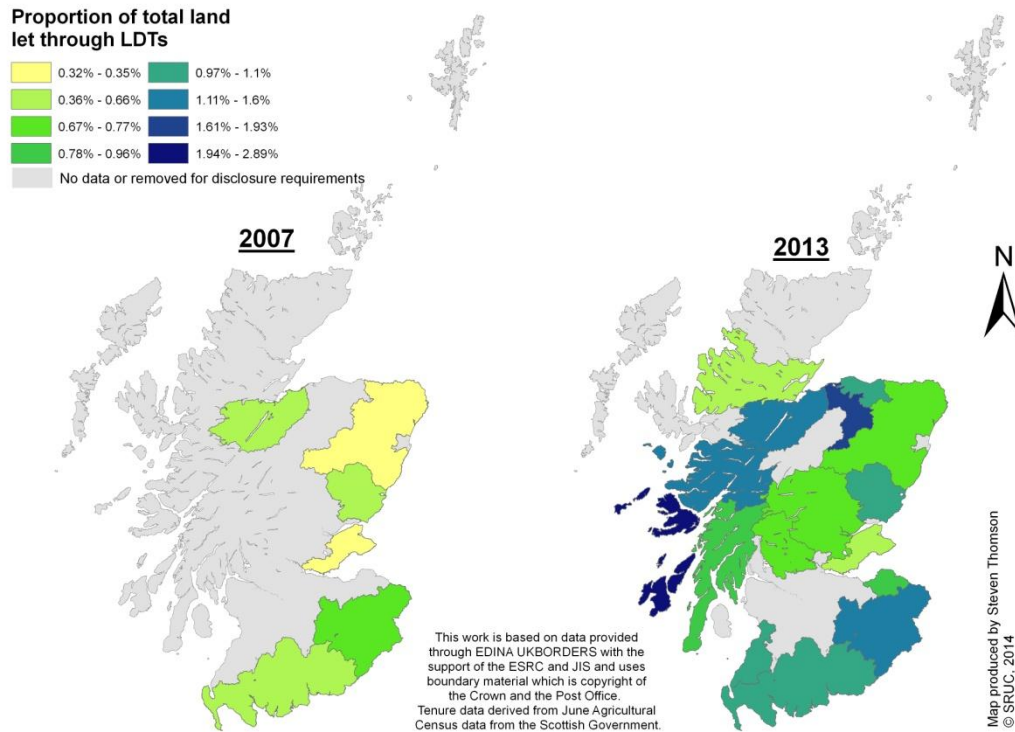 Proportion of total land
let through LDTs
0.32% - 0.35%
0.97% - 1.1%
0.36% - 0.66%
1.11% - 1.6%
0.67% - 0.77%
1.61% - 1.93%
0.78% - 0.96%
1.94% - 2.89%
No data or removed for disclosure requirements
2007
2013
N
This work is based on data provided
through EDINA UKBORDERS with the
support of the ESRC and JIS and uses
boundary material which is copyright of
the Crown and the Post Office.
Tenure data derived from June Agricultural
Census data from the Scottish Government.
Map produced by Steven Thomson
© SRUC, 2014